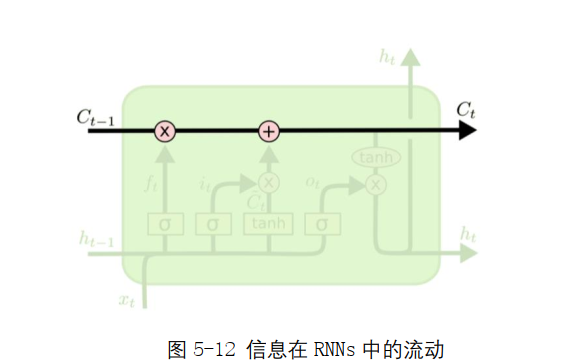 h_t
C_{t-1}
C_t
x
+
tanh
f_t
i_t
x
o_t
x
C̃_t
σ
σ
tanh
σ
h_{t-1}
h_t
x_t
图 5-12 信息在 RNNs 中的流动